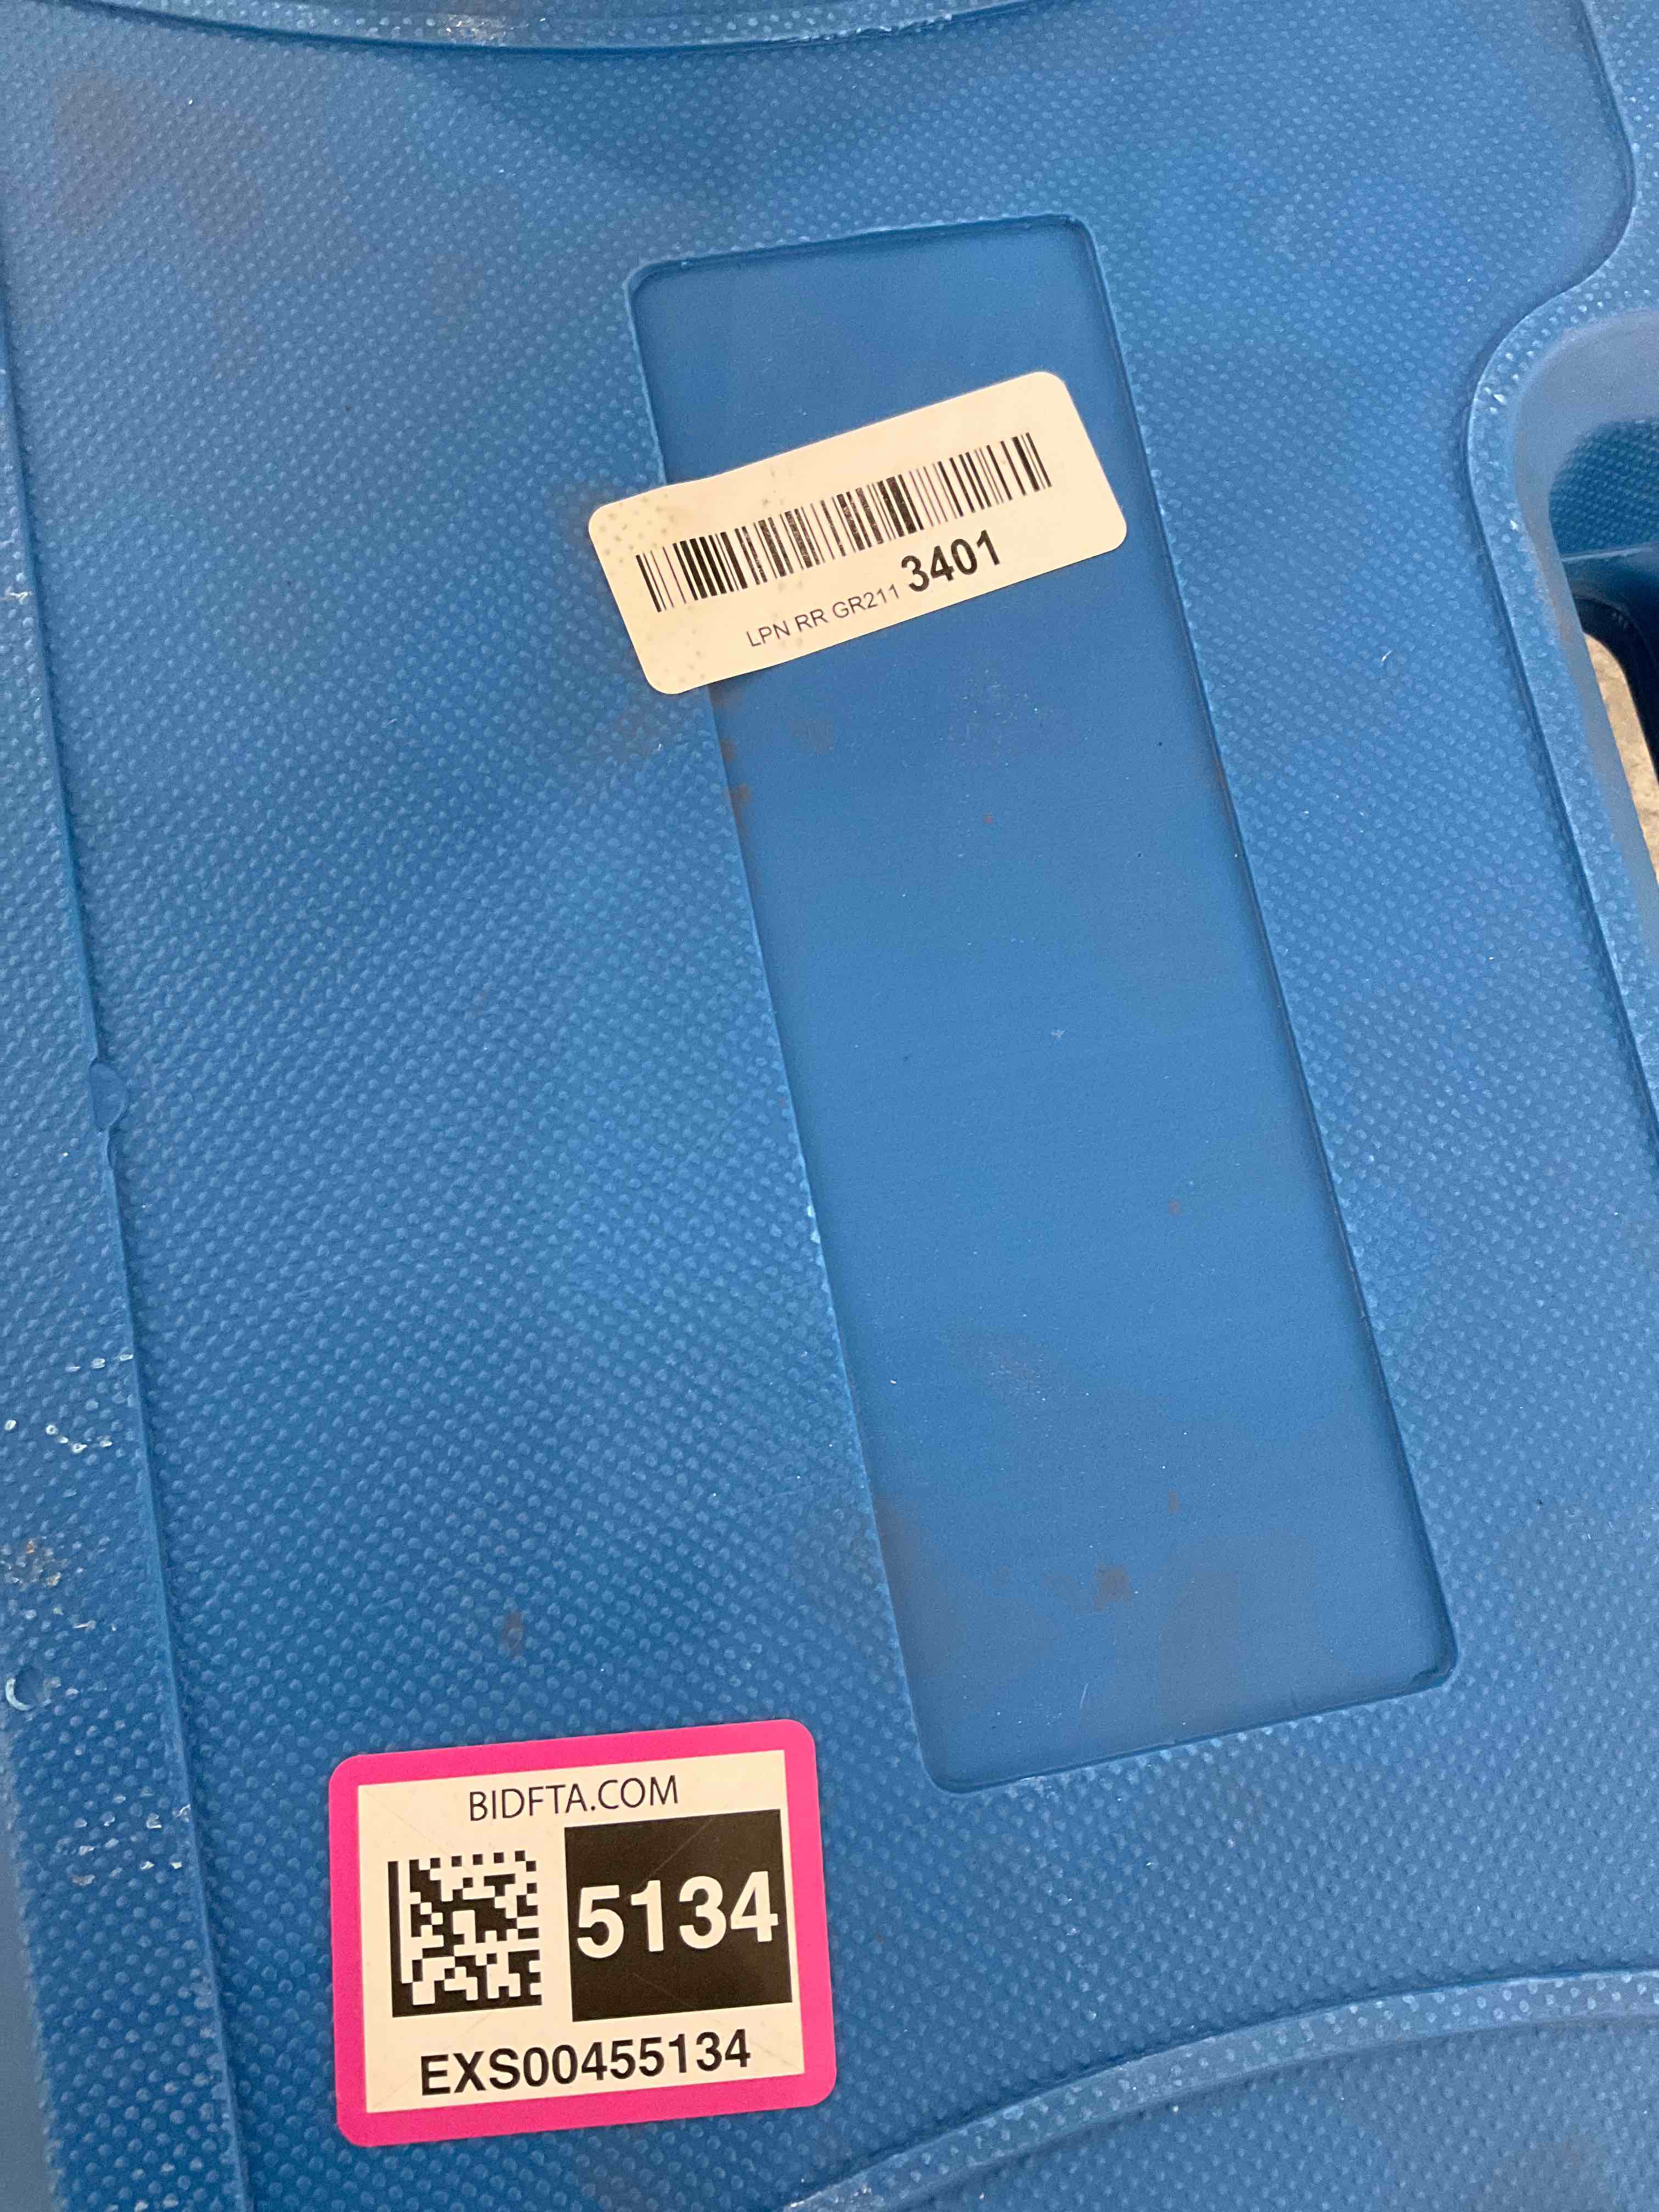 LPN RR GR211 3401
BIDFTA.COM
5134
EXS00455134